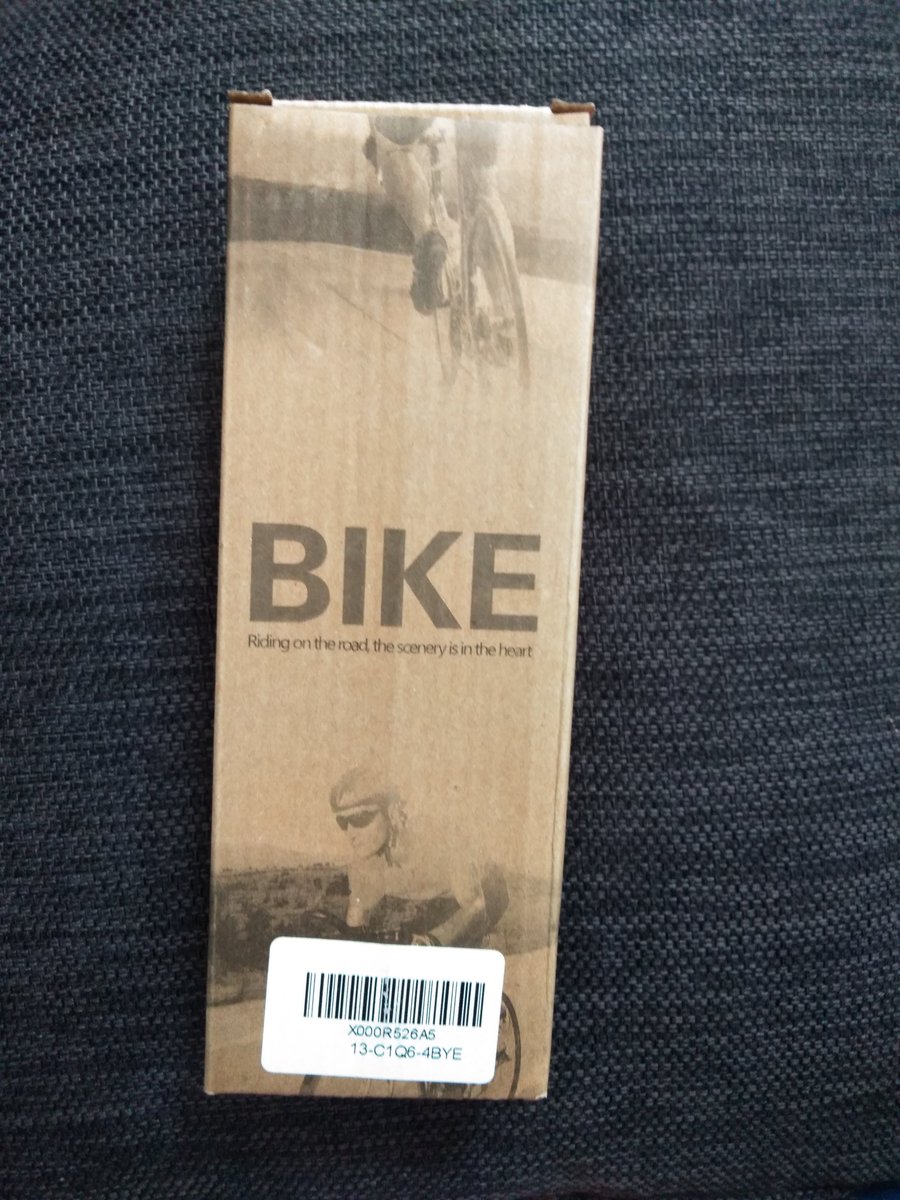 BIKE
Riding on the road, the scenery is in the heart
X000R526A5
13-C1Q6-4BYE